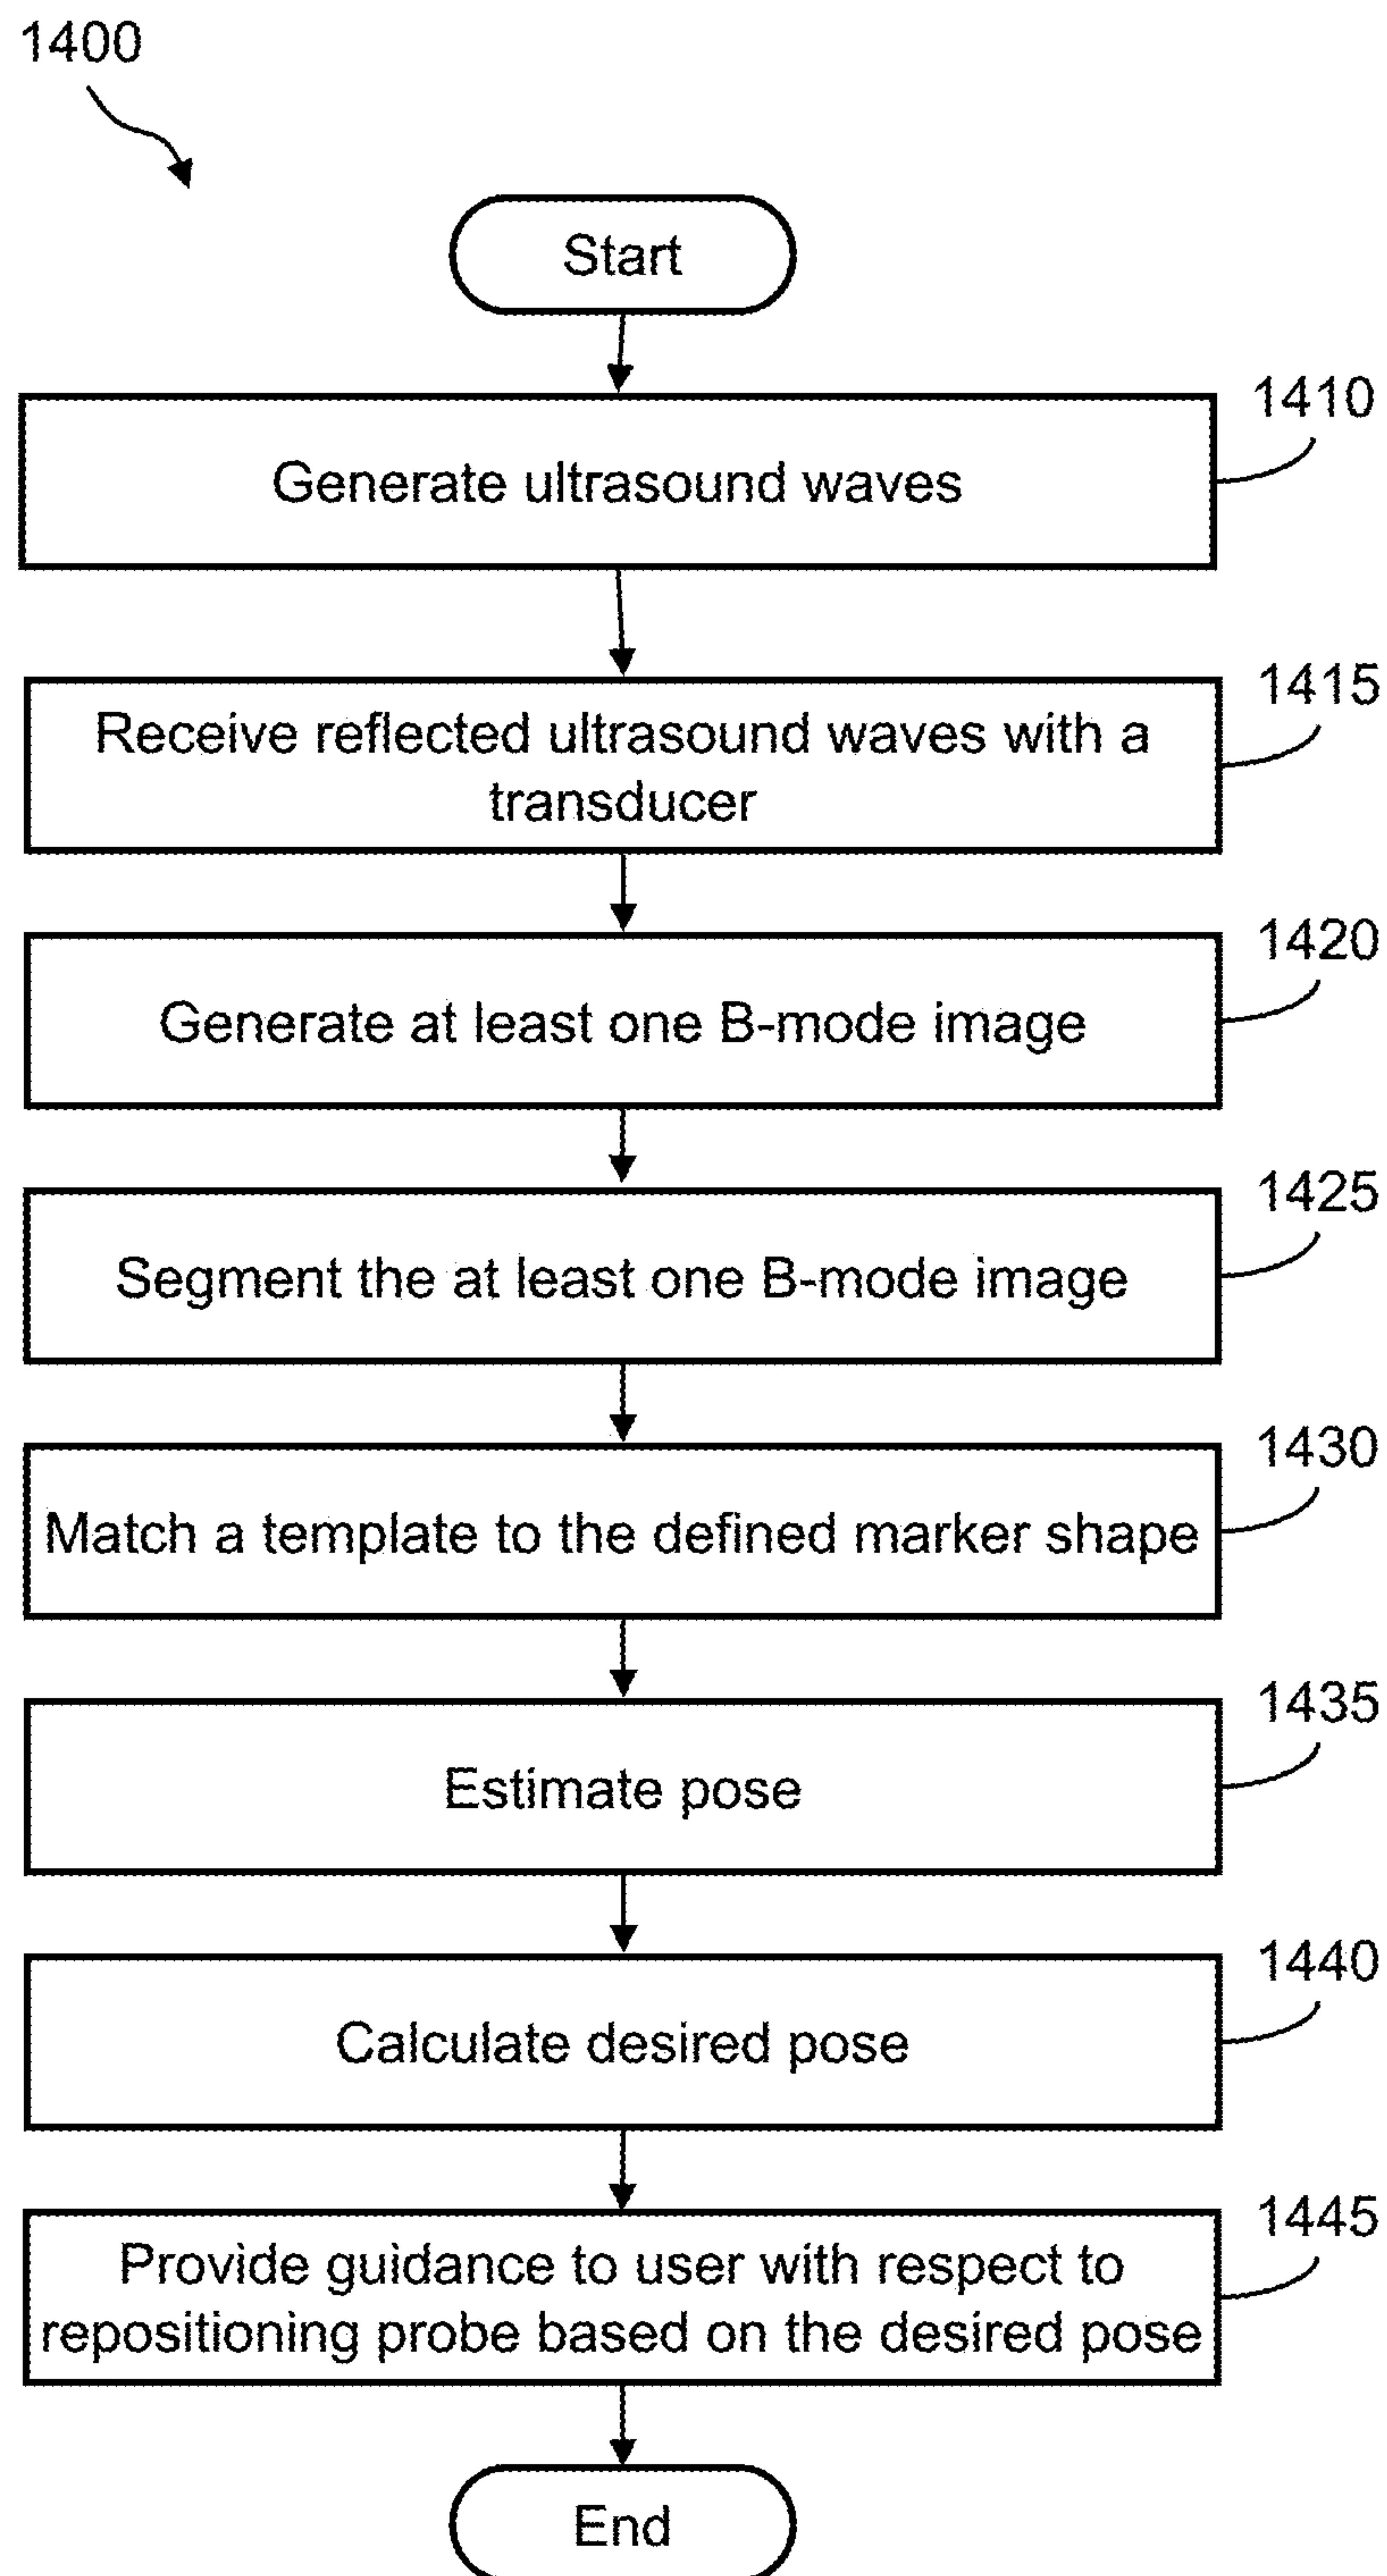 1400
Start
1410
Generate ultrasound waves
1415
Receive reflected ultrasound waves with a
transducer
1420
Generate at least one B-mode image
1425
Segment the at least one B-mode image
1430
Match a template to the defined marker shape
1435
Estimate pose
1440
Calculate desired pose
1445
Provide guidance to user with respect to
repositioning probe based on the desired pose
End